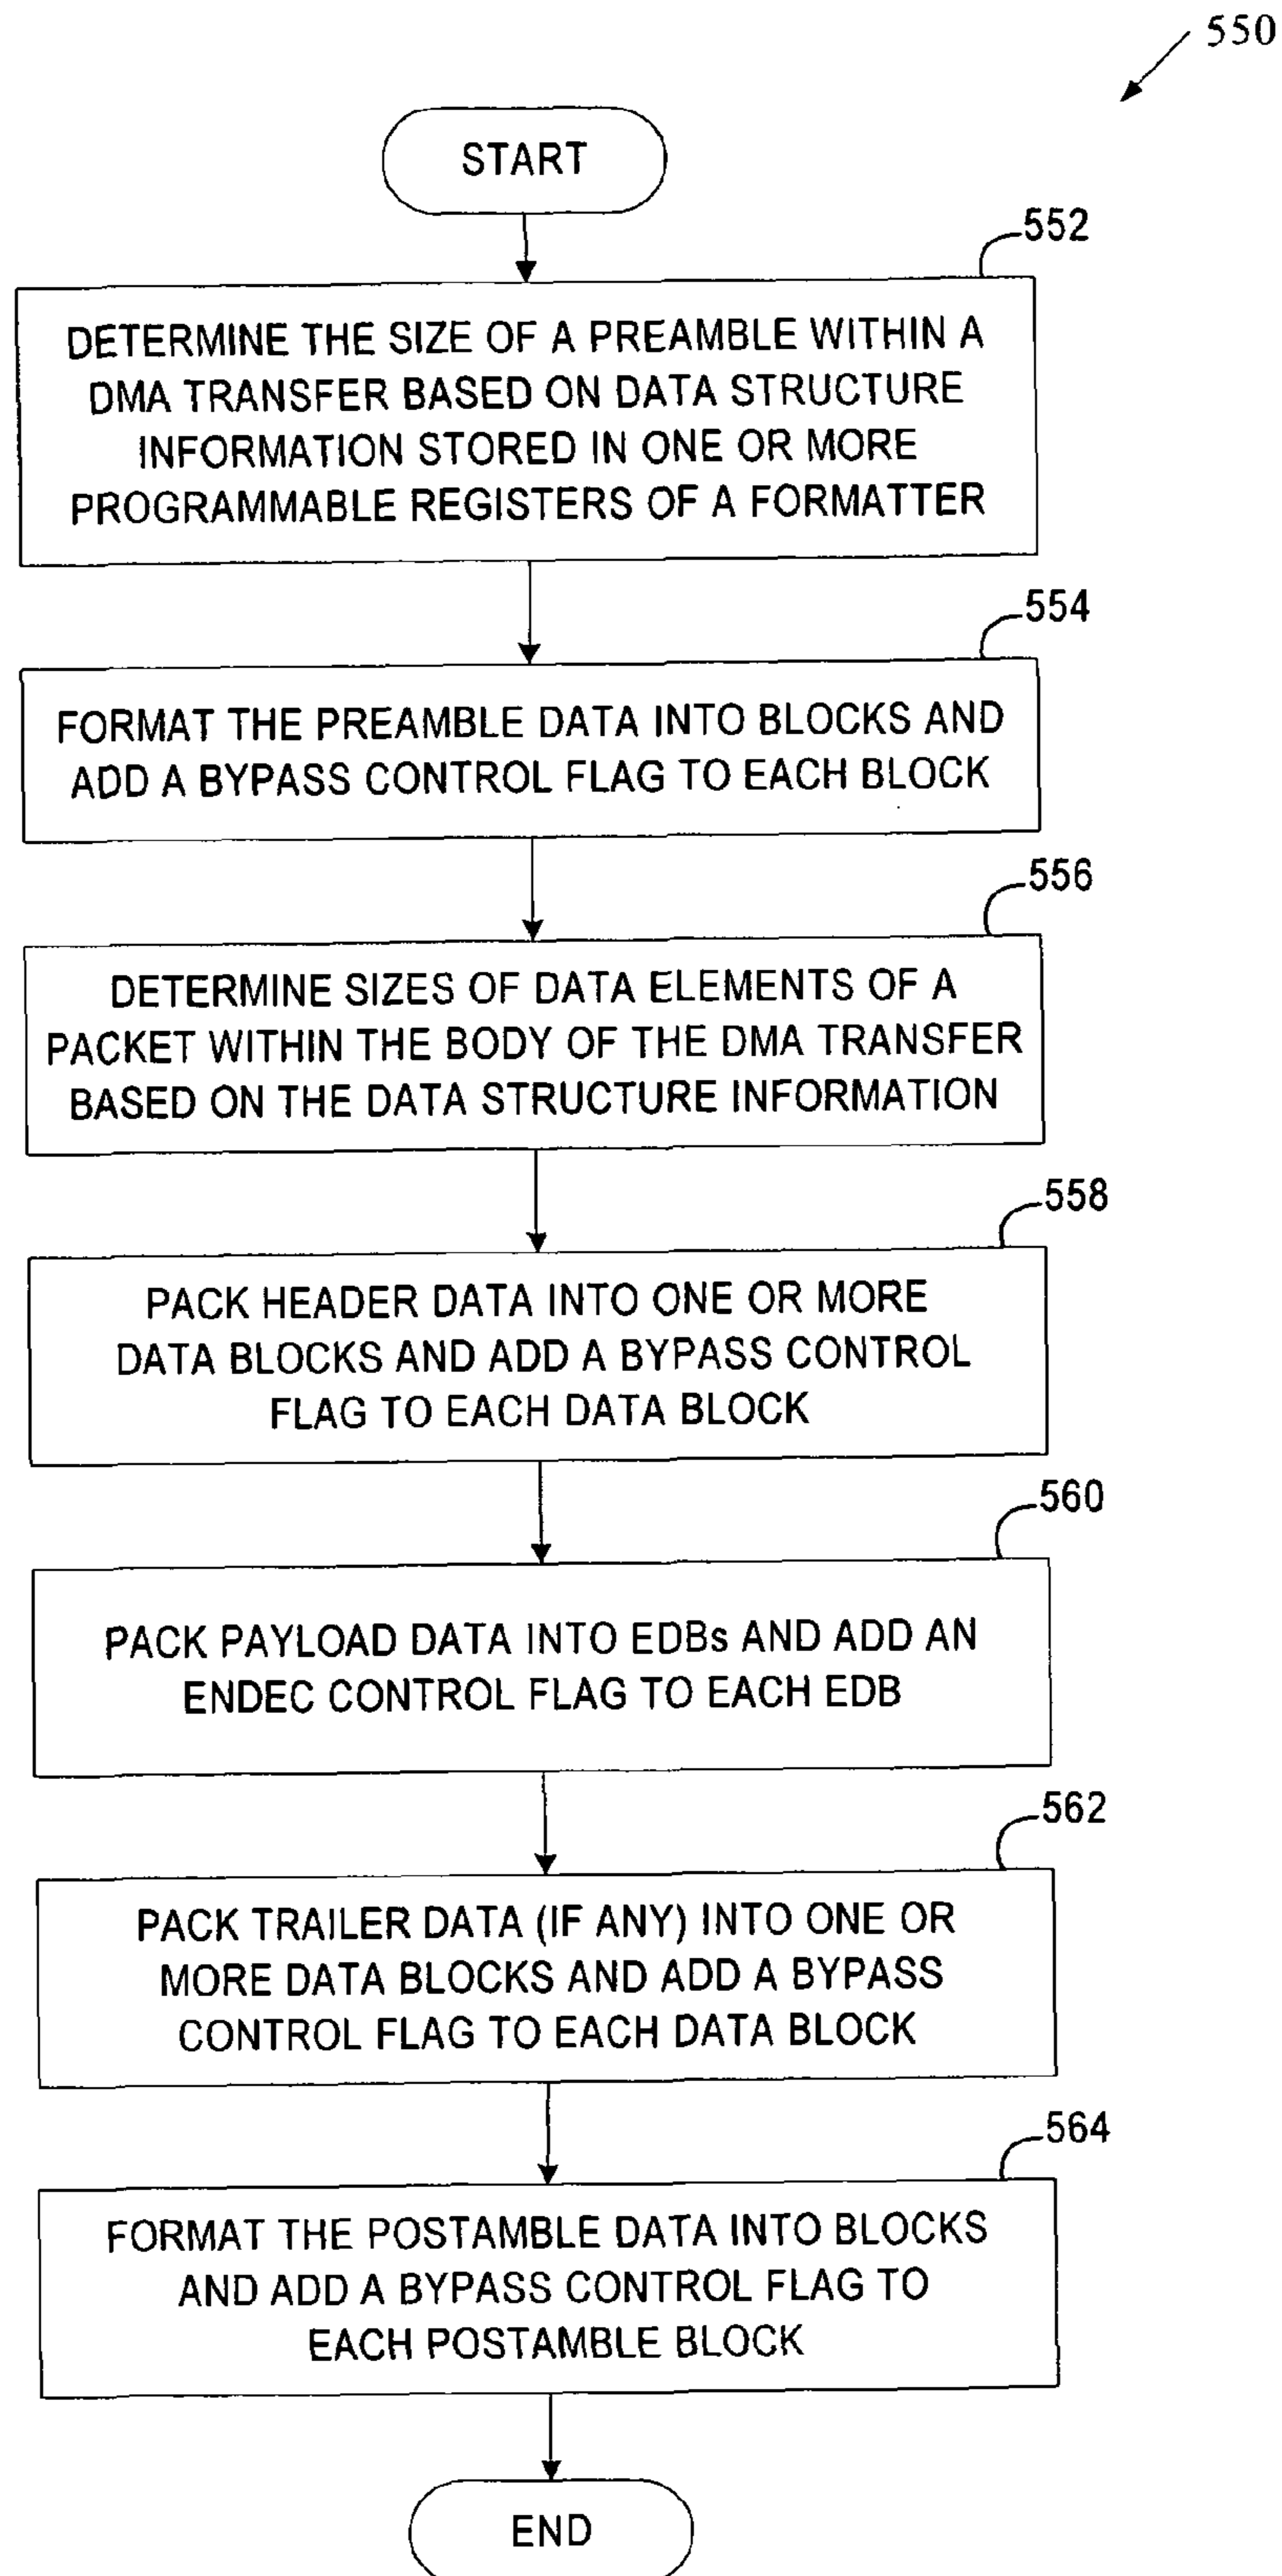 550
START
552
DETERMINE THE SIZE OF A PREAMBLE WITHIN A
DMA TRANSFER BASED ON DATA STRUCTURE
INFORMATION STORED IN ONE OR MORE
PROGRAMMABLE REGISTERS OF A FORMATTER
554
FORMAT THE PREAMBLE DATA INTO BLOCKS AND
ADD A BYPASS CONTROL FLAG TO EACH BLOCK
556
DETERMINE SIZES OF DATA ELEMENTS OF A
PACKET WITHIN THE BODY OF THE DMA TRANSFER
BASED ON THE DATA STRUCTURE INFORMATION
558
PACK HEADER DATA INTO ONE OR MORE
DATA BLOCKS AND ADD A BYPASS CONTROL
FLAG TO EACH DATA BLOCK
560
PACK PAYLOAD DATA INTO EDBs AND ADD AN
ENDEC CONTROL FLAG TO EACH EDB
562
PACK TRAILER DATA (IF ANY) INTO ONE OR
MORE DATA BLOCKS AND ADD A BYPASS
CONTROL FLAG TO EACH DATA BLOCK
564
FORMAT THE POSTAMBLE DATA INTO BLOCKS
AND ADD A BYPASS CONTROL FLAG TO
EACH POSTAMBLE BLOCK
END